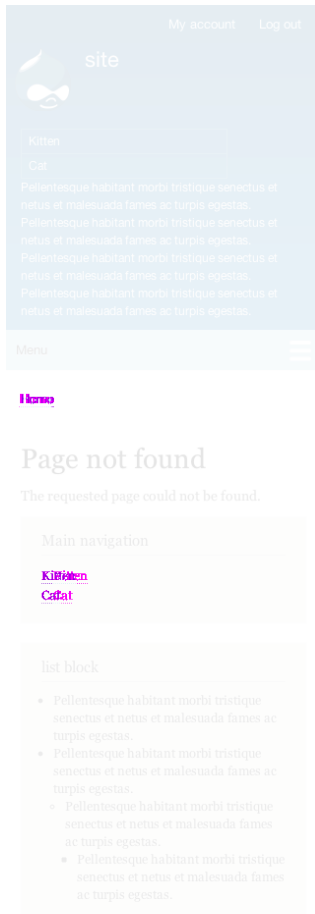 My account Log out
site
Kitten
Cat
Pellentesque habitant morbi tristique senectus et
netus et malesuada fames ac turpis egestas.
Pellentesque habitant morbi tristique senectus et
netus et malesuada fames ac turpis egestas.
Pellentesque habitant morbi tristique senectus et
netus et malesuada fames ac turpis egestas.
Pellentesque habitant morbi tristique senectus et
netus et malesuada fames ac turpis egestas.
Menu
Page not found
The requested page could not be found.
Main navigation
Kitten
Cat
list block
Pellentesque habitant morbi tristique
senectus et netus et malesuada fames ac
turpis egestas.
Pellentesque habitant morbi tristique
senectus et netus et malesuada fames ac
turpis egestas.
Pellentesque habitant morbi tristique
senectus et netus et malesuada fames
ac turpis egestas.
Pellentesque habitant morbi tristique
senectus et netus et malesuada fames
ac turpis egestas.